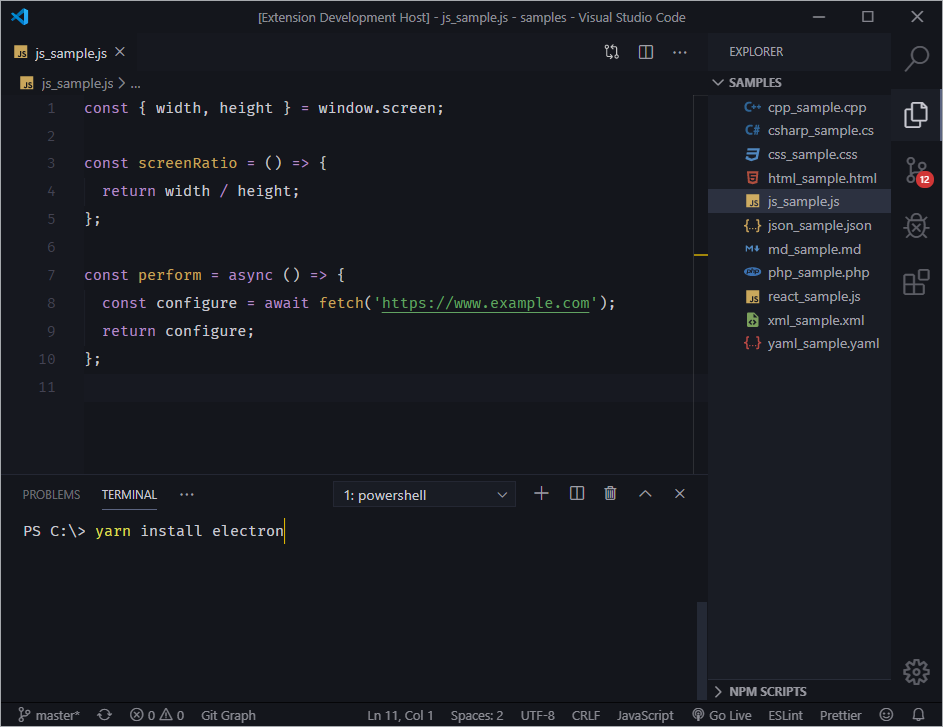 [Extension Development Host] - js_sample.js - samples - Visual Studio Code
JS js_sample.js
JS js_sample.js > ...
1 const { width, height } = window.screen;
2
3 const screenRatio = () => {
4 return width / height;
5 };
6
7 const perform = async () => {
8 const configure = await fetch('https://www.example.com');
9 return configure;
10 };
11
PROBLEMS TERMINAL ...
1: powershell
PS C:\> yarn install electron
EXPLORER
SAMPLES
C++ cpp_sample.cpp
C# csharp_sample.cs
css_sample.css
html_sample.html
JS js_sample.js
{..} json_sample.json
M↓ md_sample.md
php php_sample.php
JS react_sample.js
xml_sample.xml
{..} yaml_sample.yaml
NPM SCRIPTS
12
master* 0 0 Git Graph Ln 11, Col 1 Spaces: 2 UTF-8 CRLF JavaScript Go Live ESLint Prettier